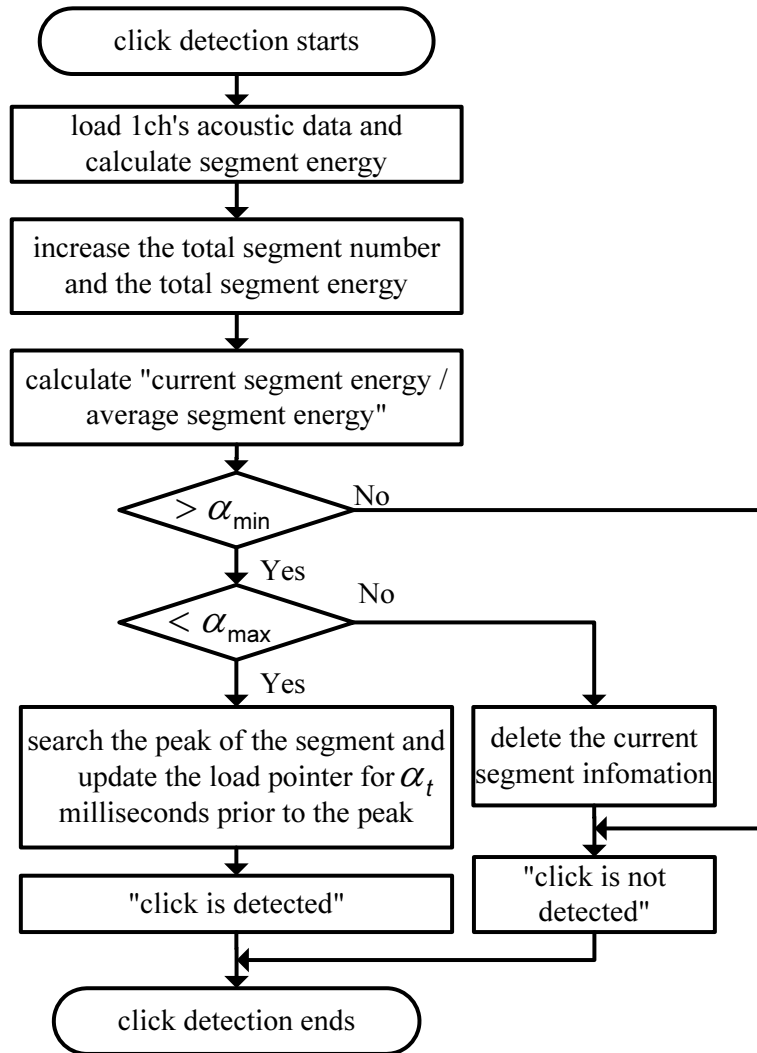 click detection starts
load 1ch's acoustic data and
calculate segment energy
increase the total segment number
and the total segment energy
calculate "current segment energy /
average segment energy"
> α_min
No
Yes
< α_max
No
Yes
search the peak of the segment and
update the load pointer for α_t
milliseconds prior to the peak
delete the current
segment infomation
"click is detected"
"click is not
detected"
click detection ends